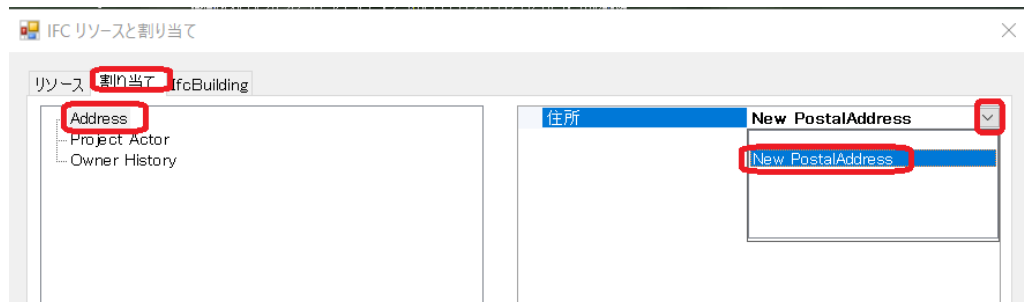 IFC リソースと割り当て
リソース 割り当て IfcBuilding
Address
Project Actor
Owner History
住所 New PostalAddress
New PostalAddress